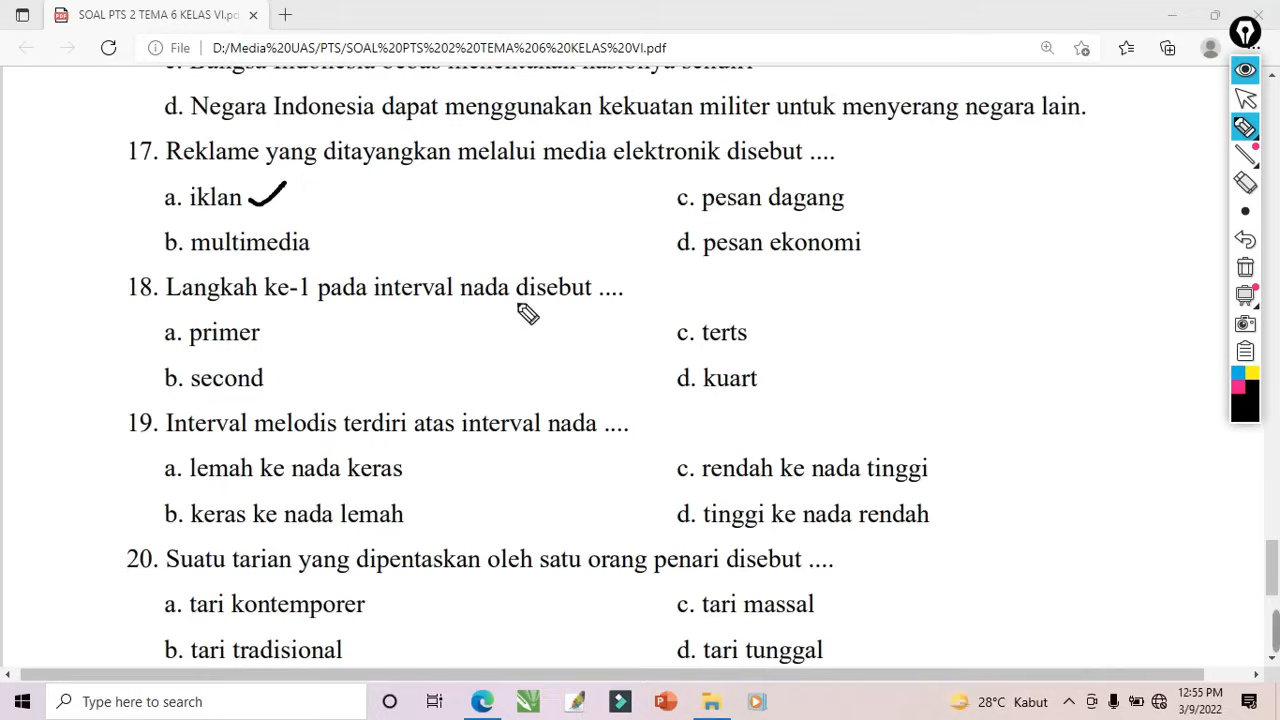 SOAL PTS 2 TEMA 6 KELAS VI.pd
File
D:/Media%20UAS/PTS/SOAL%20PTS%202%20TEMA%206%20KELAS%20VI.pdf
d. Negara Indonesia dapat menggunakan kekuatan militer untuk menyerang negara lain.
17. Reklame yang ditayangkan melalui media elektronik disebut ....
a. iklan
c. pesan dagang
b. multimedia
d. pesan ekonomi
18. Langkah ke-1 pada interval nada disebut ....
a. primer
c. terts
b. second
d. kuart
19. Interval melodis terdiri atas interval nada ....
a. lemah ke nada keras
c. rendah ke nada tinggi
b. keras ke nada lemah
d. tinggi ke nada rendah
20. Suatu tarian yang dipentaskan oleh satu orang penari disebut ....
a. tari kontemporer
c. tari massal
b. tari tradisional
d. tari tunggal
Type here to search
28°C Kabut
12:55 PM
3/9/2022